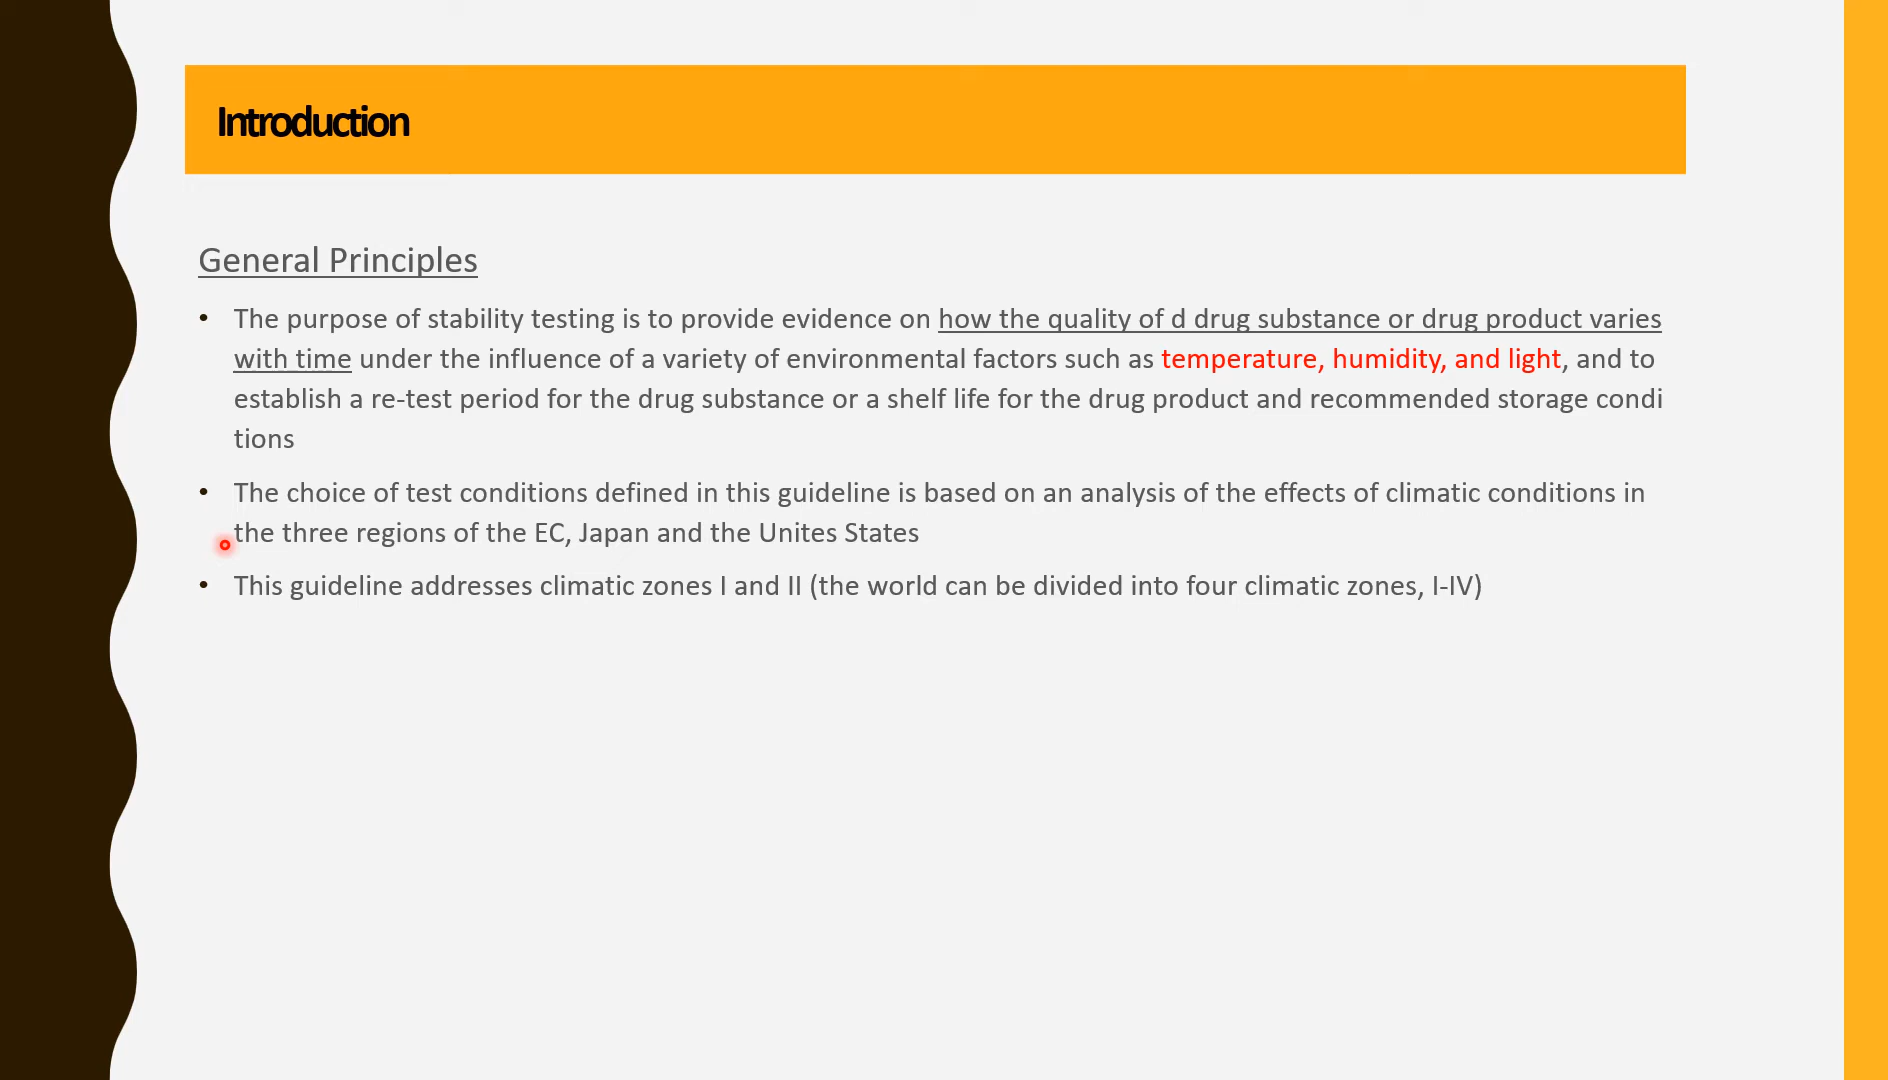 Introduction
General Principles
• The purpose of stability testing is to provide evidence on how the quality of d drug substance or drug product varies
with time under the influence of a variety of environmental factors such as temperature, humidity, and light, and to
establish a re-test period for the drug substance or a shelf life for the drug product and recommended storage condi
tions
• The choice of test conditions defined in this guideline is based on an analysis of the effects of climatic conditions in
the three regions of the EC, Japan and the Unites States
• This guideline addresses climatic zones I and II (the world can be divided into four climatic zones, I-IV)